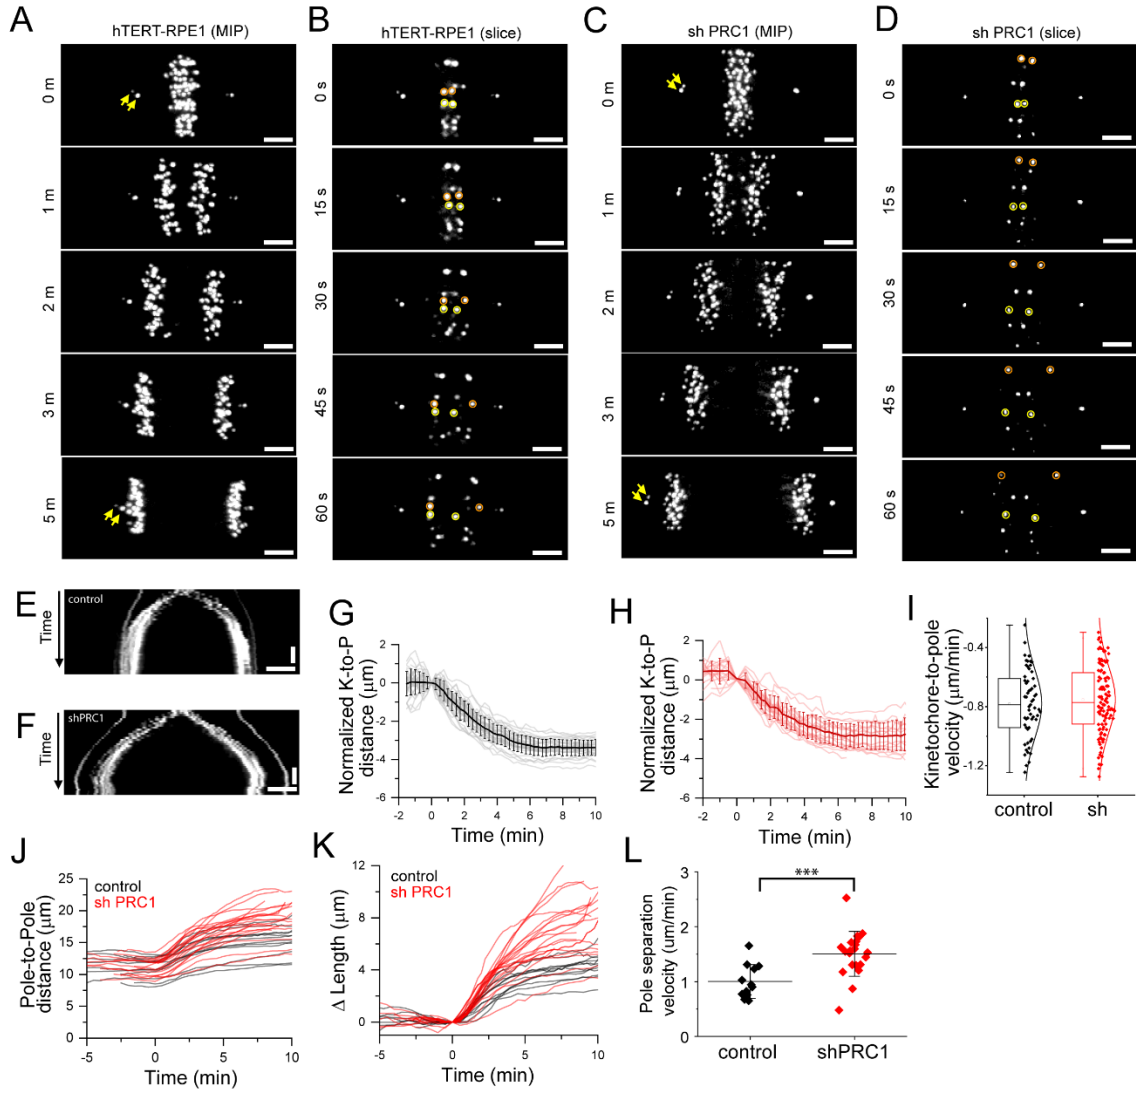 A
hTERT-RPE1 (MIP)
0 m
1 m
2 m
3 m
5 m
B
hTERT-RPE1 (slice)
0 s
15 s
30 s
45 s
60 s
C
sh PRC1 (MIP)
0 m
1 m
2 m
3 m
5 m
D
sh PRC1 (slice)
0 s
15 s
30 s
45 s
60 s
E
Time
control
F
Time
shPRC1
G
Normalized K-to-P
distance (μm)
2
0
-2
-4
-6
-2 0 2 4 6 8 10
Time (min)
H
Normalized K-to-P
distance (μm)
2
0
-2
-4
-6
-2 0 2 4 6 8 10
Time (min)
I
Kinetochore-to-pole
velocity (μm/min)
-0.4
-0.8
-1.2
control sh
J
control
sh PRC1
Pole-to-Pole
distance (μm)
25
20
15
10
5
0
-5 0 5 10
Time (min)
K
control
sh PRC1
Δ Length (μm)
12
8
4
0
-5 0 5 10
Time (min)
L
***
Pole separation
velocity (um/min)
3
2
1
0
control shPRC1